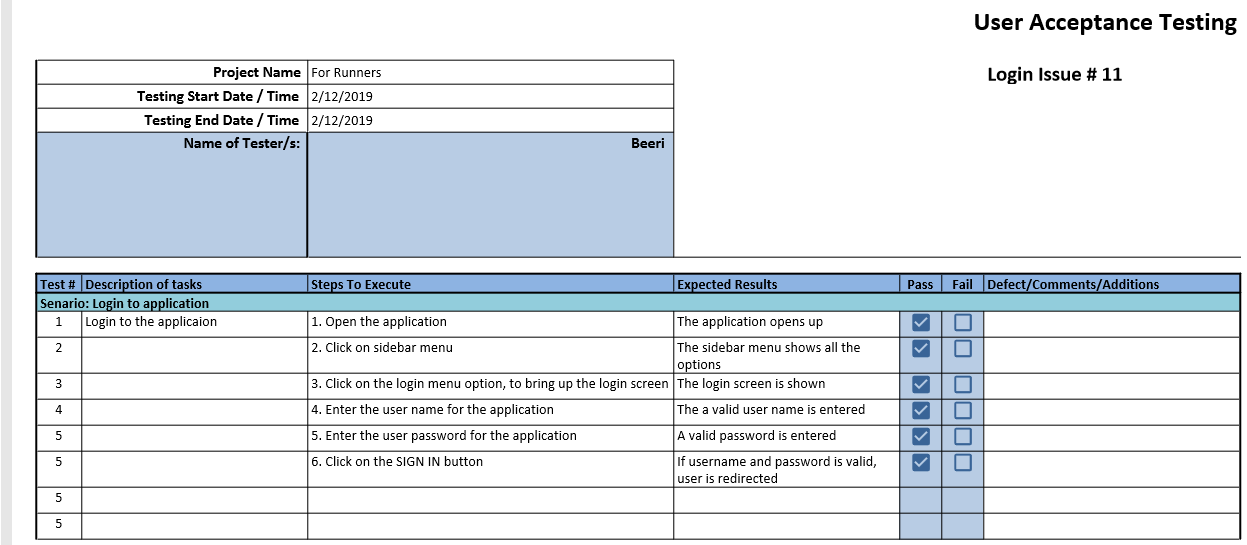 User Acceptance Testing
Login Issue # 11
Project Name For Runners
Testing Start Date / Time 2/12/2019
Testing End Date / Time 2/12/2019
Name of Tester/s: Beeri
Test # Description of tasks Steps To Execute Expected Results Pass Fail Defect/Comments/Additions
Senario: Login to application
1 Login to the applicaion 1. Open the application The application opens up
2 2. Click on sidebar menu The sidebar menu shows all the
options
3 3. Click on the login menu option, to bring up the login screen The login screen is shown
4 4. Enter the user name for the application The a valid user name is entered
5 5. Enter the user password for the application A valid password is entered
5 6. Click on the SIGN IN button If username and password is valid,
user is redirected
5
5